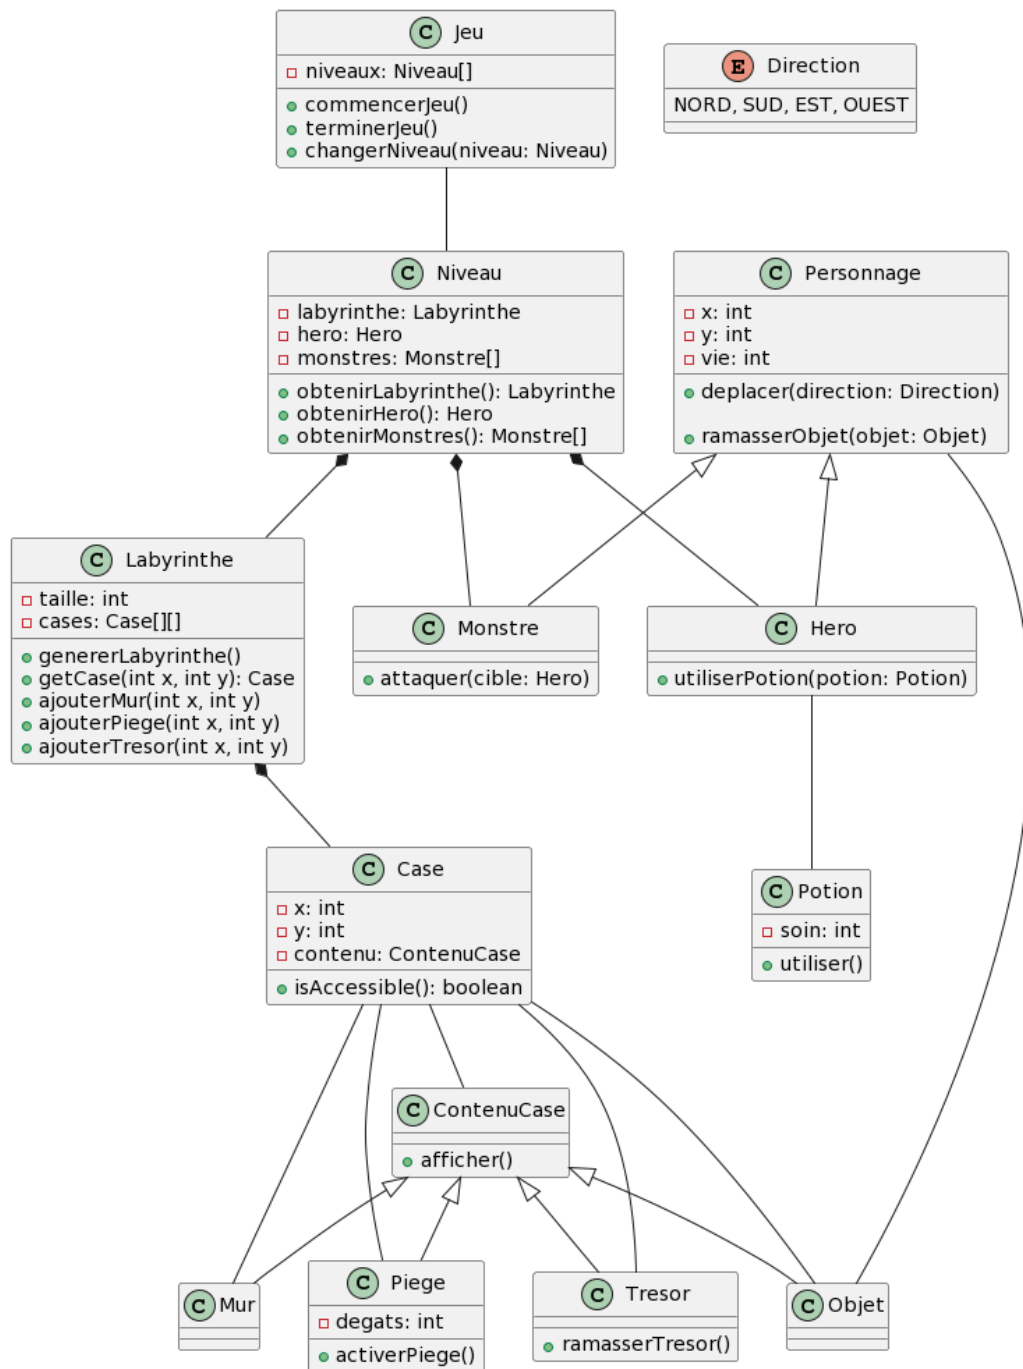 C Jeu
niveaux: Niveau[]
commencerJeu()
terminerJeu()
changerNiveau(niveau: Niveau)
E Direction
NORD, SUD, EST, OUEST
C Niveau
labyrinthe: Labyrinthe
hero: Hero
monstres: Monstre[]
obtenirLabyrinthe(): Labyrinthe
obtenirHero(): Hero
obtenirMonstres(): Monstre[]
C Personnage
x: int
y: int
vie: int
deplacer(direction: Direction)
ramasserObjet(objet: Objet)
C Labyrinthe
taille: int
cases: Case[][]
genererLabyrinthe()
getCase(int x, int y): Case
ajouterMur(int x, int y)
ajouterPiege(int x, int y)
ajouterTresor(int x, int y)
C Monstre
attaquer(cible: Hero)
C Hero
utiliserPotion(potion: Potion)
C Case
x: int
y: int
contenu: ContenuCase
isAccessible(): boolean
C Potion
soin: int
utiliser()
C ContenuCase
afficher()
C Mur
C Piege
degats: int
activerPiege()
C Tresor
ramasserTresor()
C Objet